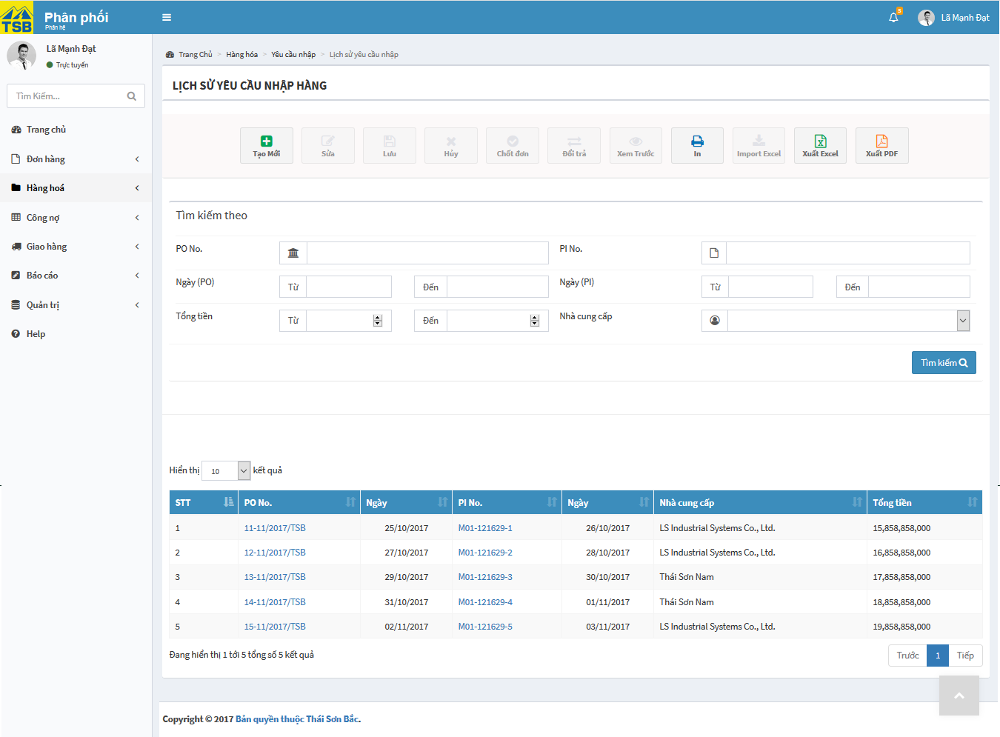 TSB Phân phối
Phân hệ
5 Lã Mạnh Đạt
Lã Mạnh Đạt
Trực tuyến
Tìm Kiếm...
Trang chủ
Đơn hàng
Hàng hoá
Công nợ
Giao hàng
Báo cáo
Quản trị
Help
Trang Chủ > Hàng hóa > Yêu cầu nhập > Lịch sử yêu cầu nhập
LỊCH SỬ YÊU CẦU NHẬP HÀNG
Tạo Mới Sửa Lưu Hủy Chốt đơn Đổi trả Xem Trước In Import Excel Xuất Excel Xuất PDF
Tìm kiếm theo
PO No. PI No.
Ngày (PO) Từ Đến Ngày (PI) Từ Đến
Tổng tiền Từ Đến Nhà cung cấp
Tìm kiếm
Hiển thị 10 kết quả
STT PO No. Ngày PI No. Ngày Nhà cung cấp Tổng tiền
1 11-11/2017/TSB 25/10/2017 M01-121629-1 26/10/2017 LS Industrial Systems Co., Ltd. 15,858,858,000
2 12-11/2017/TSB 27/10/2017 M01-121629-2 28/10/2017 LS Industrial Systems Co., Ltd. 16,858,858,000
3 13-11/2017/TSB 29/10/2017 M01-121629-3 30/10/2017 Thái Sơn Nam 17,858,858,000
4 14-11/2017/TSB 31/10/2017 M01-121629-4 01/11/2017 Thái Sơn Nam 18,858,858,000
5 15-11/2017/TSB 02/11/2017 M01-121629-5 03/11/2017 LS Industrial Systems Co., Ltd. 19,858,858,000
Đang hiển thị 1 tới 5 tổng số 5 kết quả
Trước 1 Tiếp
Copyright © 2017 Bản quyền thuộc Thái Sơn Bắc.